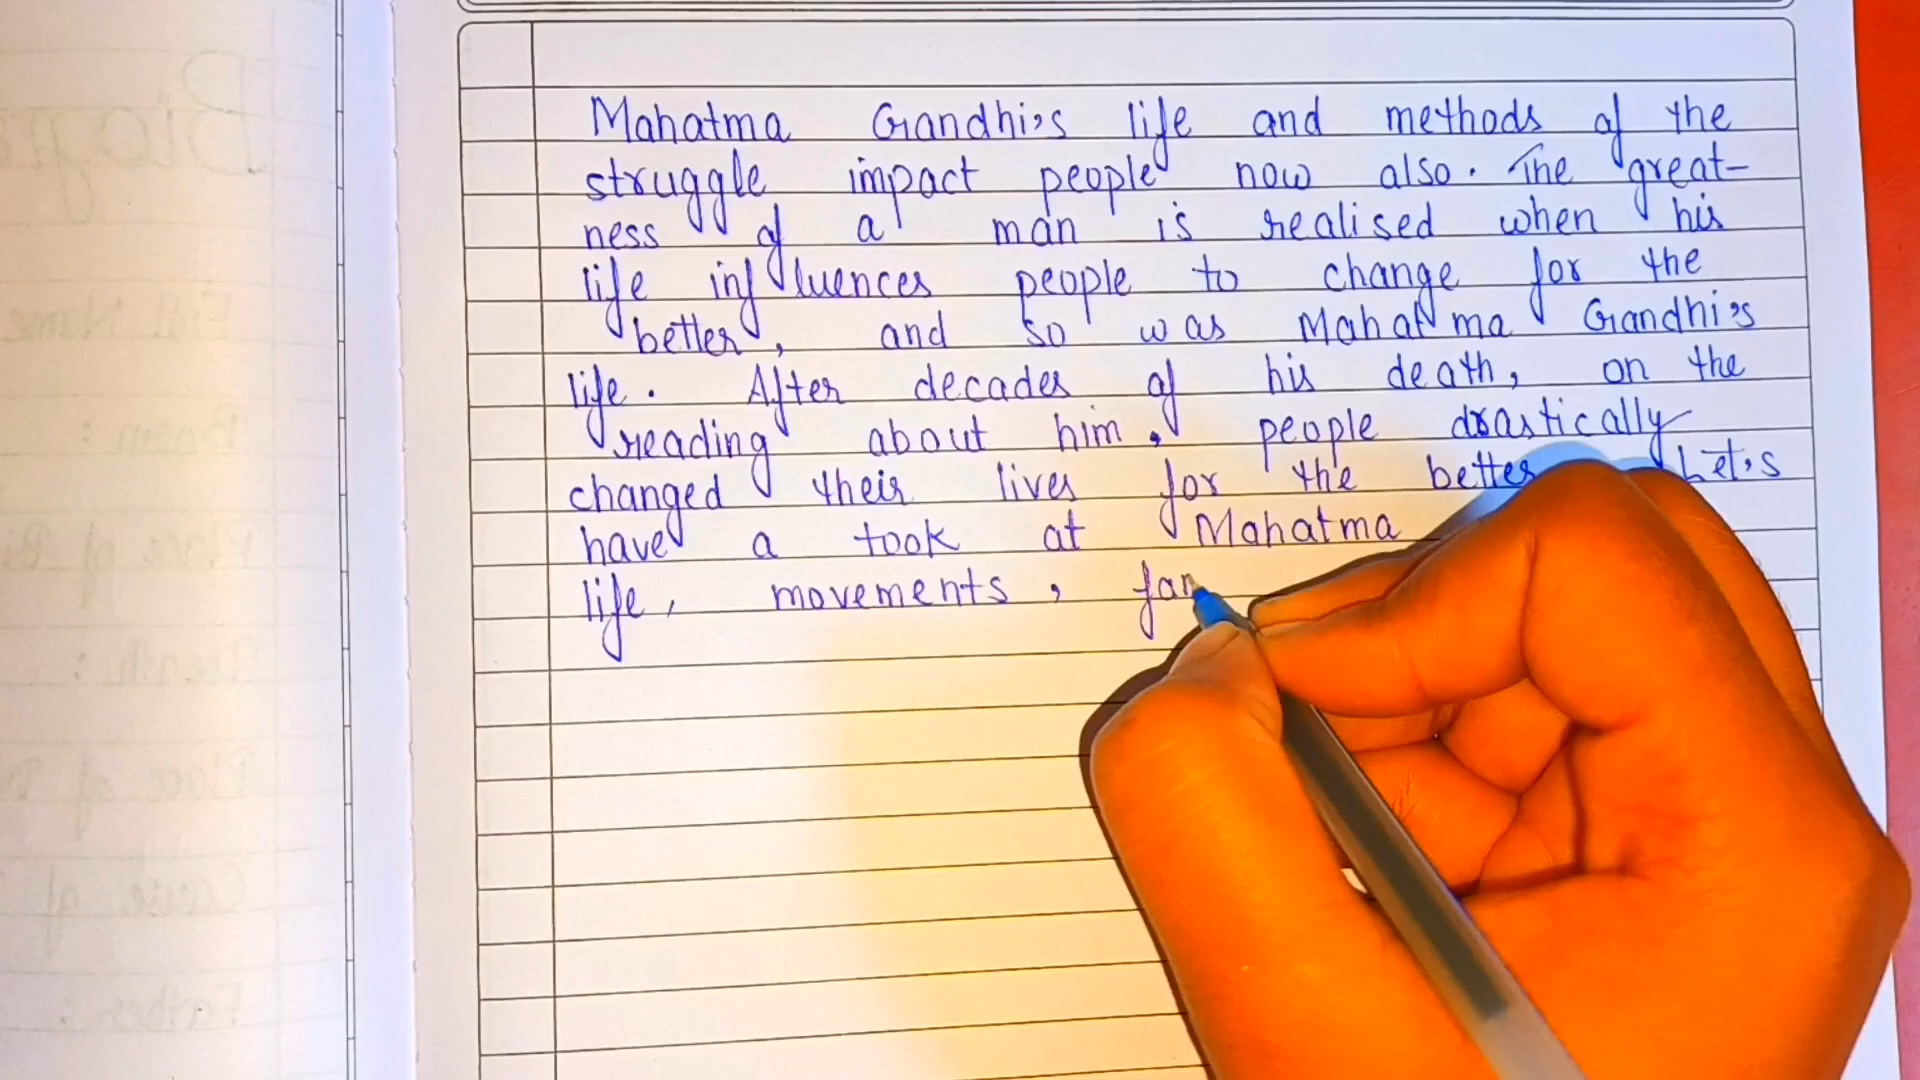 Mahatma Gandhi's life and methods of the
struggle impact people now also. The great-
ness of a man is realised when his
life influences people to change for the
better, and so was Mahatma Gandhi's
life. After decades of his death, on the
reading about him, people drastically
changed their lives for the better Let's
have a took at Mahatma
life, movements, fam